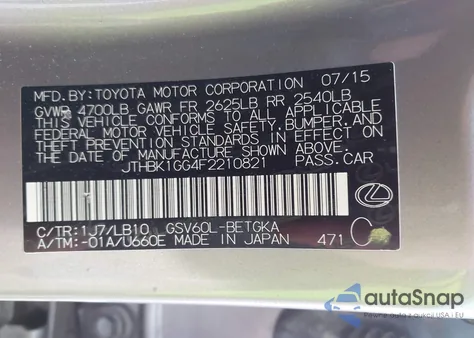 MFD.BY:TOYOTA MOTOR CORPORATION 07/15
GVWR 4700LB GAWR FR 2625LB RR 2540LB
THIS VEHICLE CONFORMS TO ALL APPLICABLE
FEDERAL MOTOR VEHICLE SAFETY,BUMPER,AND
THEFT PREVENTION STANDARDS IN EFFECT ON
THE DATE OF MANUFACTURE SHOWN ABOVE.
JTHBK1GG4F2210821 PASS.CAR
C/TR:1J7/LB10 GSV60L-BETGKA
A/TM:-01A/U660E MADE IN JAPAN 471
C
autaSnap